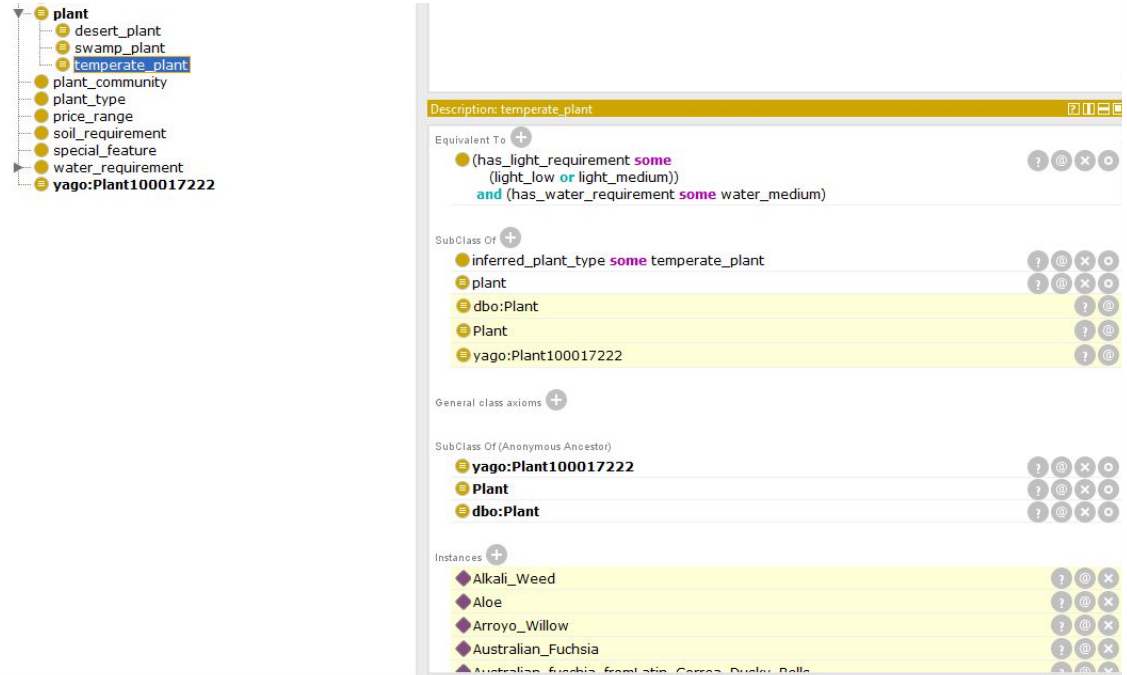 plant
desert_plant
swamp_plant
temperate_plant
plant_community
plant_type
price_range
soil_requirement
special_feature
water_requirement
yago:Plant100017222
Description: temperate_plant
Equivalent To
(has_light_requirement some
(light_low or light_medium))
and (has_water_requirement some water_medium)
SubClass Of
inferred_plant_type some temperate_plant
plant
dbo:Plant
Plant
yago:Plant100017222
General class axioms
SubClass Of (Anonymous Ancestor)
yago:Plant100017222
Plant
dbo:Plant
Instances
Alkali_Weed
Aloe
Arroyo_Willow
Australian_Fuchsia